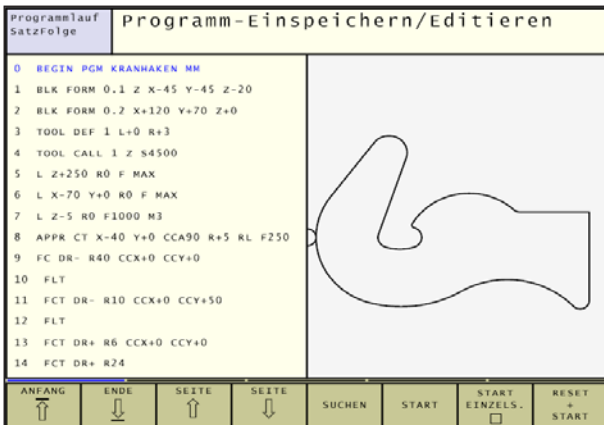 Programmlauf
SatzFolge
Programm-Einspeichern/Editieren
0 BEGIN PGM KRANHAKEN MM
1 BLK FORM 0.1 Z X-45 Y-45 Z-20
2 BLK FORM 0.2 X+120 Y+70 Z+0
3 TOOL DEF 1 L+0 R+3
4 TOOL CALL 1 Z S4500
5 L Z+250 R0 F MAX
6 L X-70 Y+0 R0 F MAX
7 L Z-5 R0 F1000 M3
8 APPR CT X-40 Y+0 CCA90 R+5 RL F250
9 FC DR- R40 CCX+0 CCY+0
10 FLT
11 FCT DR- R10 CCX+0 CCY+50
12 FLT
13 FCT DR+ R6 CCX+0 CCY+0
14 FCT DR+ R24
ANFANG
ENDE
SEITE
SEITE
SUCHEN
START
START
EINZELS.
RESET
+
START